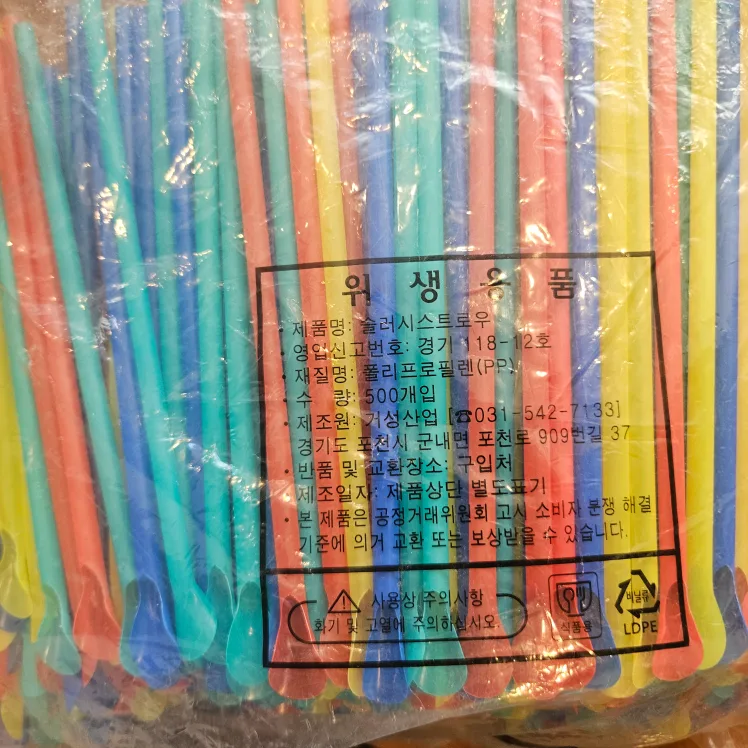 위 생 용 품
· 제품명: 슬러시스트로우
· 영업신고번호: 경기 118-12호
· 재질명: 폴리프로필렌(PP)
· 수 량: 500개입
· 제조원: 거성산업 [☎031-542-7133]
경기도 포천시 군내면 포천로 909번길 37
· 반품 및 교환장소: 구입처
· 제조일자: 제품상단 별도표기
· 본 제품은 공정거래위원회 고시 소비자 분쟁 해결
기준에 의거 교환 또는 보상받을 수 있습니다.
사용상 주의사항
화기 및 고열에 주의하십시오.
식품용
비닐류
LDPE